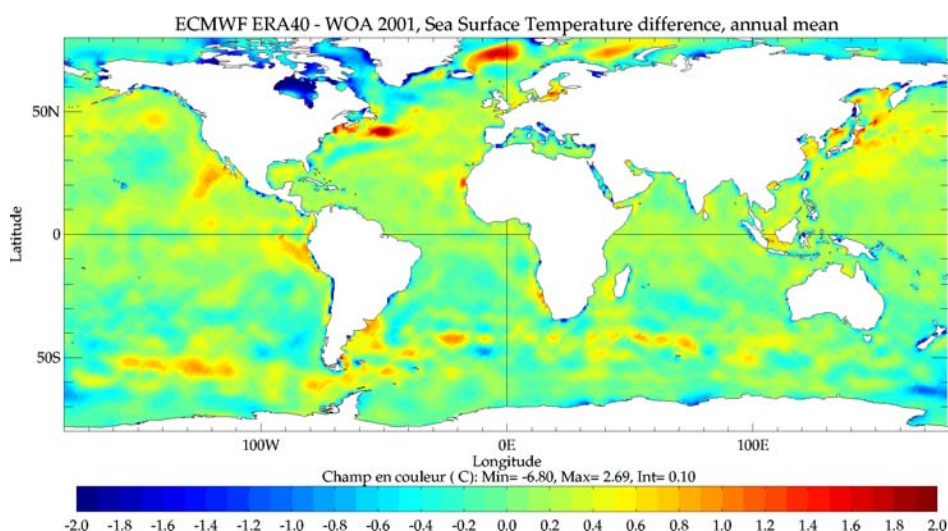 ECMWF ERA40 - WOA 2001, Sea Surface Temperature difference, annual mean
50N
0
50S
Latitude
100W 0E 100E
Longitude
Champ en couleur ( C): Min= -6.80, Max= 2.69, Int= 0.10
-2.0 -1.8 -1.6 -1.4 -1.2 -1.0 -0.8 -0.6 -0.4 -0.2 0.0 0.2 0.4 0.6 0.8 1.0 1.2 1.4 1.6 1.8 2.0